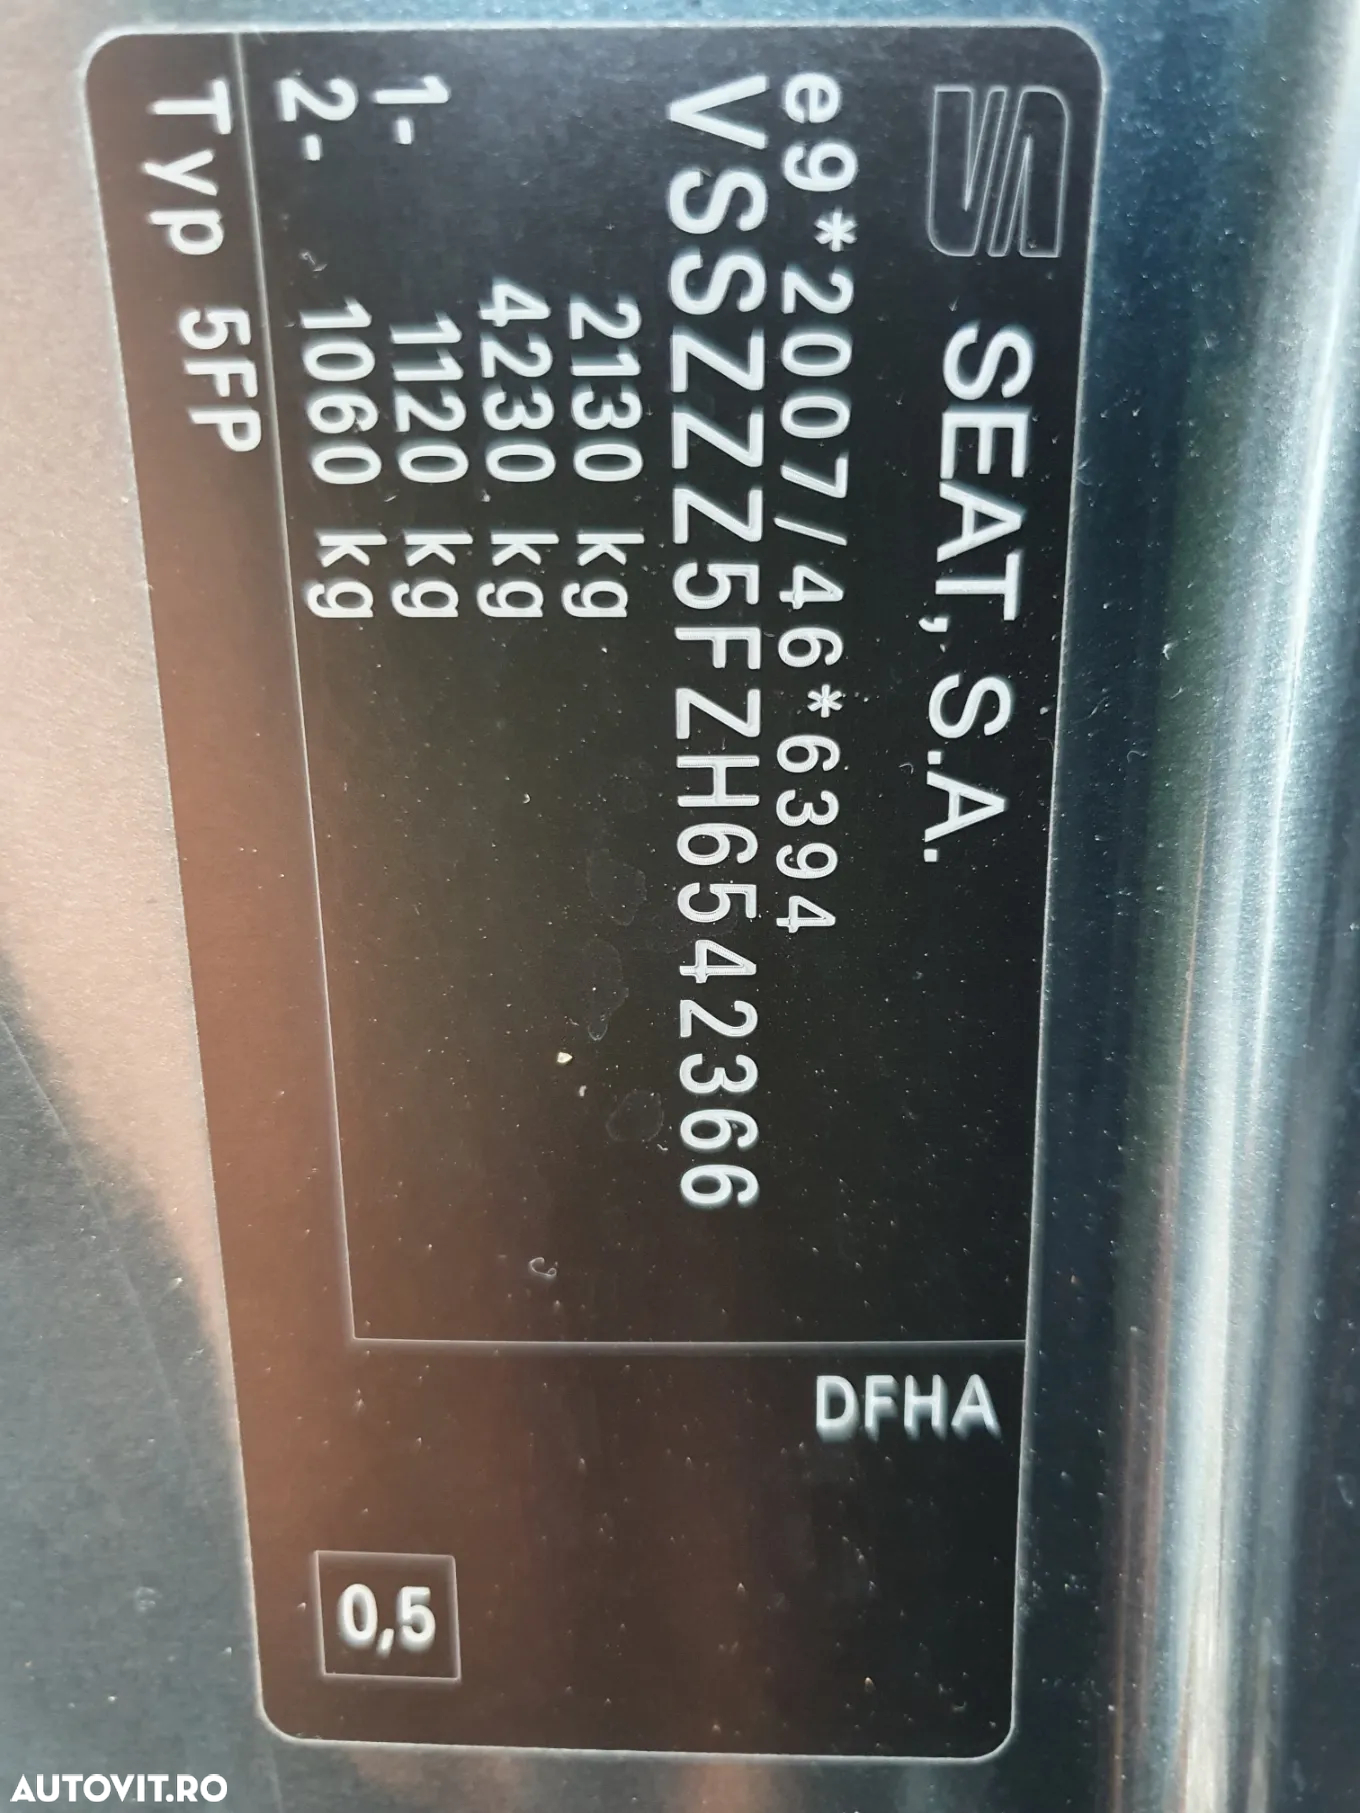 SEAT, S.A.
e9*2007/46*6394
VSSZZZ5FZH6542366
2130 kg
4230 kg
1- 1120 kg
2- 1060 kg
Typ 5FP
DFHA
0,5
AUTOVIT.RO